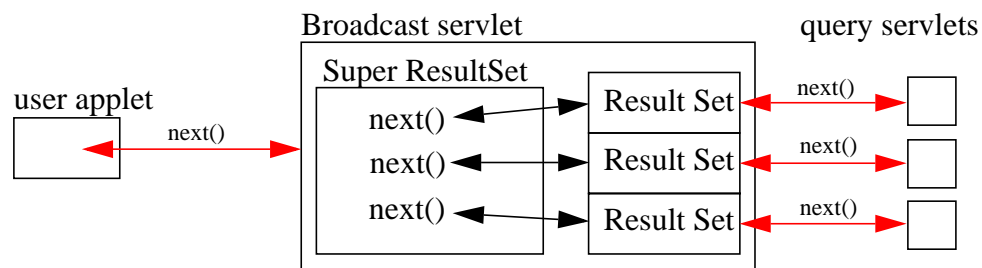 Broadcast servlet
query servlets
Super ResultSet
user applet
next()
next()
next()
next()
Result Set
Result Set
Result Set
next()
next()
next()